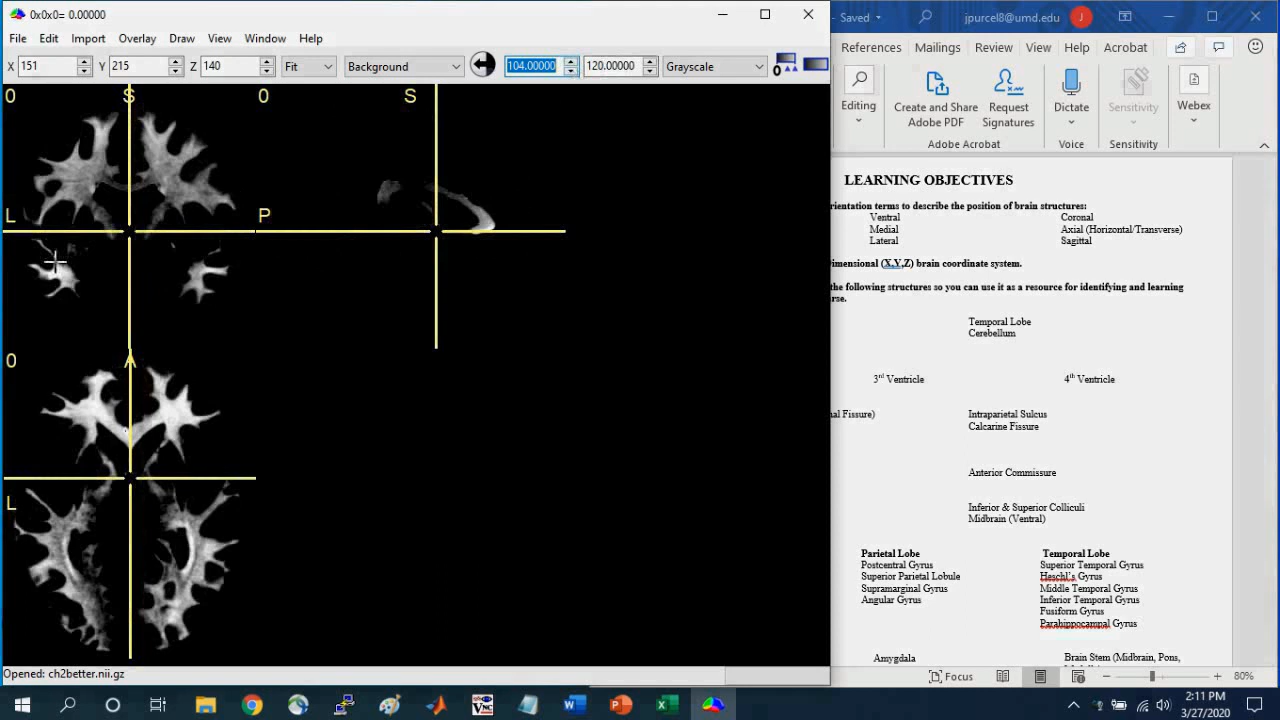 0x0x0= 0.00000
File Edit Import Overlay Draw View Window Help
X 151 Y 215 Z 140 Fit Background 104.00000 120.00000 Grayscale 0
0 S 0 S
L P
0 A
L
Opened: ch2better.nii.gz
Saved jpurcel8@umd.edu J
References Mailings Review View Help Acrobat
Editing Create and Share Adobe PDF Request Signatures Dictate Sensitivity Webex
Adobe Acrobat Voice Sensitivity
LEARNING OBJECTIVES
rientation terms to describe the position of brain structures:
Ventral Coronal
Medial Axial (Horizontal/Transverse)
Lateral Sagittal
imensional (X,Y,Z) brain coordinate system.
the following structures so you can use it as a resource for identifying and learning
rse.
Temporal Lobe
Cerebellum
3rd Ventricle 4th Ventricle
al Fissure) Intraparietal Sulcus
Calcarine Fissure
Anterior Commissure
Inferior & Superior Colliculi
Midbrain (Ventral)
Parietal Lobe Temporal Lobe
Postcentral Gyrus Superior Temporal Gyrus
Superior Parietal Lobule Heschl's Gyrus
Supramarginal Gyrus Middle Temporal Gyrus
Angular Gyrus Inferior Temporal Gyrus
Fusiform Gyrus
Parahippocampal Gyrus
Amygdala Brain Stem (Midbrain, Pons,
Focus 80%
2:11 PM
3/27/2020